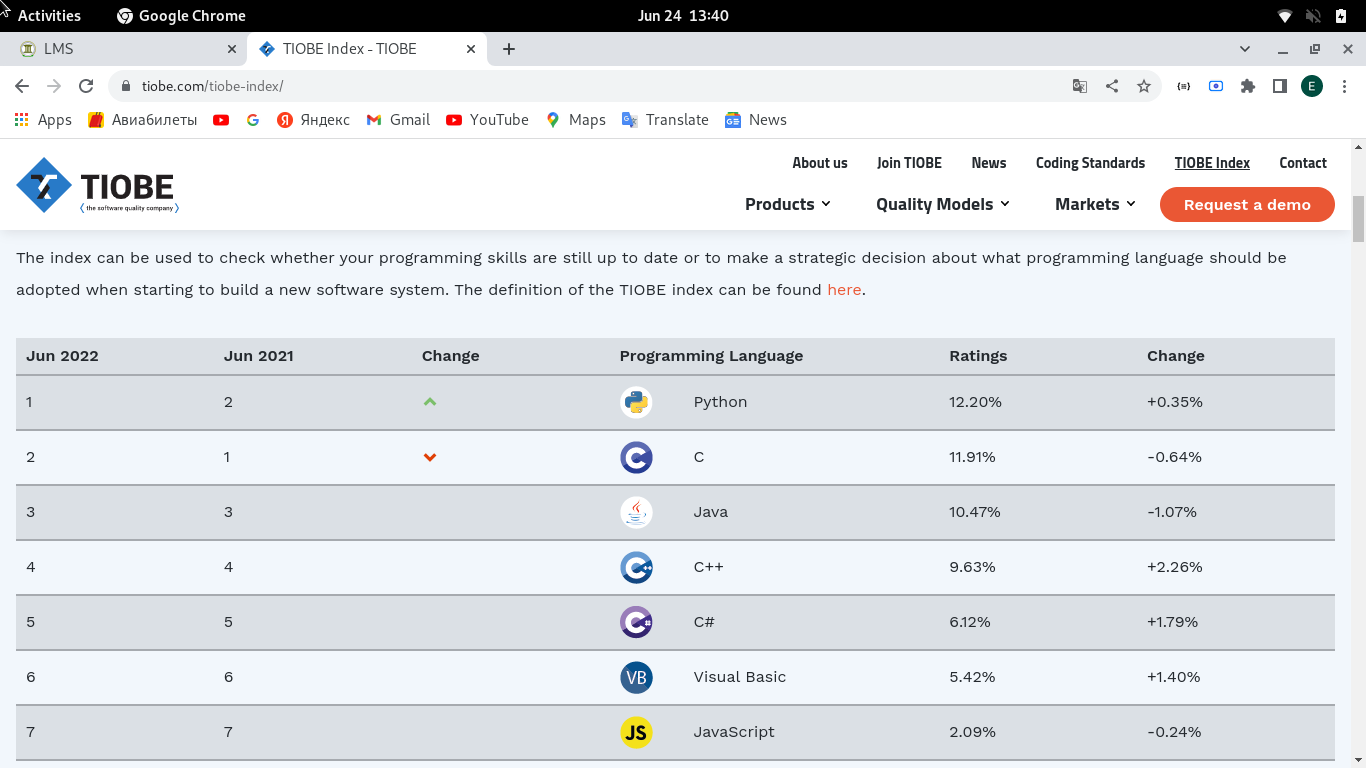 Activities Google Chrome Jun 24 13:40
LMS TIOBE Index - TIOBE
tiobe.com/tiobe-index/ E
Apps Авиабилеты Яндекс Gmail YouTube Maps Translate News
About us Join TIOBE News Coding Standards TIOBE Index Contact
TIOBE
(the software quality company)
Products Quality Models Markets Request a demo
The index can be used to check whether your programming skills are still up to date or to make a strategic decision about what programming language should be
adopted when starting to build a new software system. The definition of the TIOBE index can be found here.
Jun 2022 Jun 2021 Change Programming Language Ratings Change
1 2 Python 12.20% +0.35%
2 1 C C 11.91% -0.64%
3 3 Java Java 10.47% -1.07%
4 4 C++ C++ 9.63% +2.26%
5 5 C# C# 6.12% +1.79%
6 6 VB Visual Basic 5.42% +1.40%
7 7 JS JavaScript 2.09% -0.24%